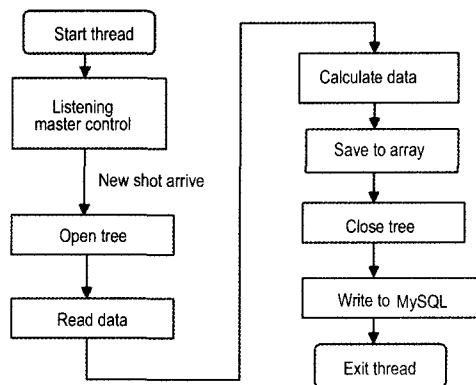 Start thread
Listening
master control
New shot arrive
Open tree
Read data
Calculate data
Save to array
Close tree
Write to MySQL
Exit thread